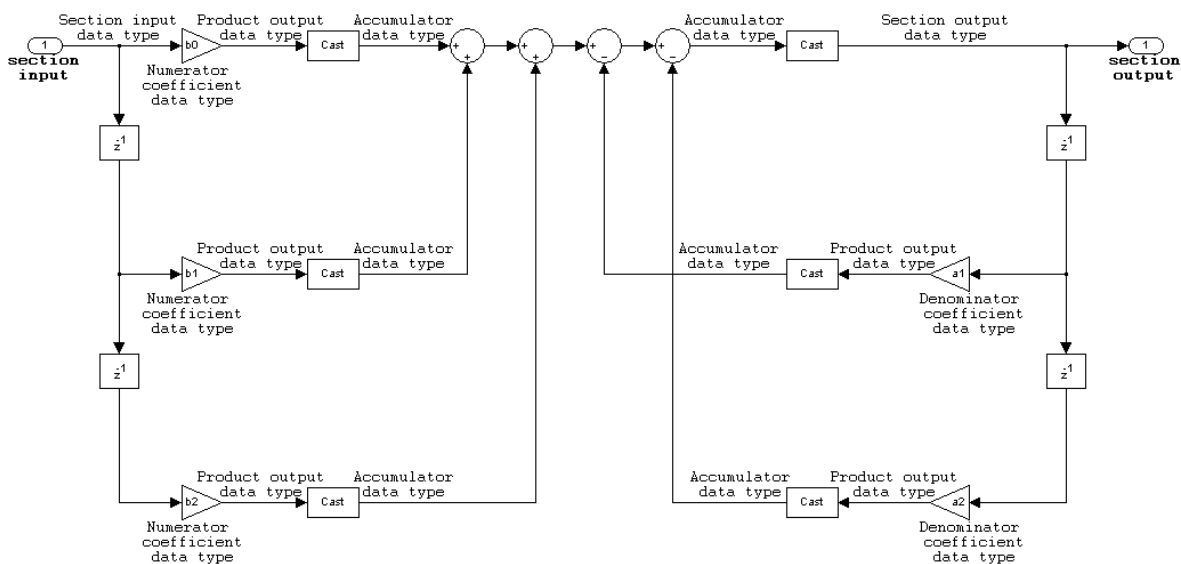 Section input
data type
Product output
data type
Accumulator
data type
Accumulator
data type
Section output
data type
1
section
input
b0
Cast
+
+
+
+
+
−
+
−
Cast
1
section
output
Numerator
coefficient
data type
z-1
z-1
Product output
data type
Accumulator
data type
Accumulator
data type
Product output
data type
b1
Cast
Cast
a1
Numerator
coefficient
data type
Denominator
coefficient
data type
z-1
z-1
Product output
data type
Accumulator
data type
Accumulator
data type
Product output
data type
b2
Cast
Cast
a2
Numerator
coefficient
data type
Denominator
coefficient
data type